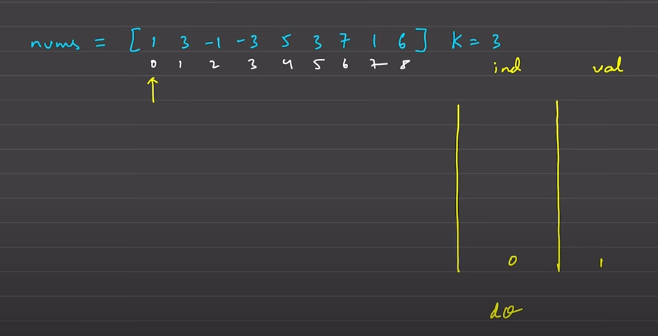 nums = [ 1 3 -1 -3 5 3 7 1 6 ] K = 3
0 1 2 3 4 5 6 7 8
ind val
0 1
dQ